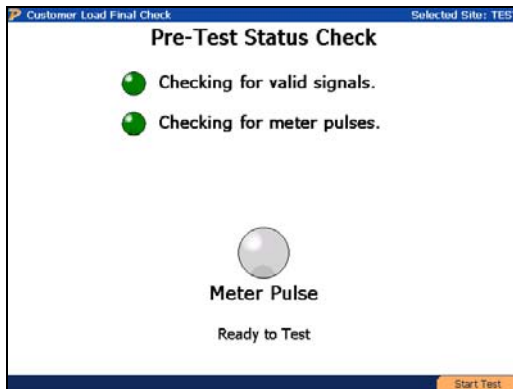 Customer Load Final Check
Selected Site: TES
Pre-Test Status Check
Checking for valid signals.
Checking for meter pulses.
Meter Pulse
Ready to Test
Start Test